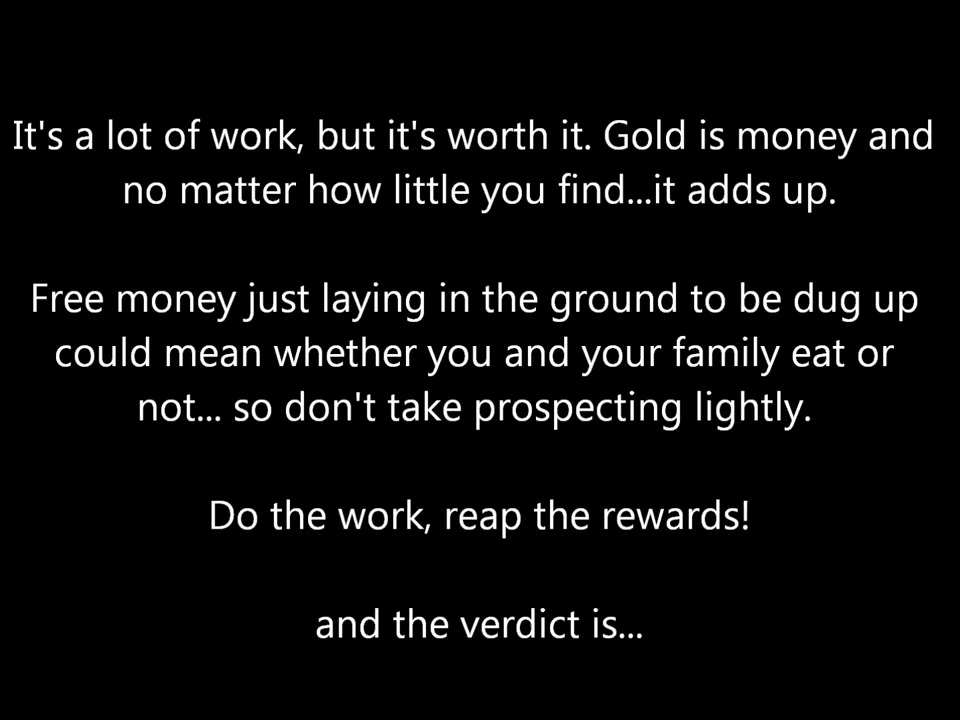 It's a lot of work, but it's worth it. Gold is money and
no matter how little you find...it adds up.
Free money just laying in the ground to be dug up
could mean whether you and your family eat or
not... so don't take prospecting lightly.
Do the work, reap the rewards!
and the verdict is...